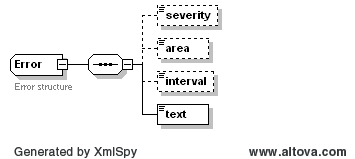 severity
area
Error
interval
Error structure
text
Generated by XmlSpy
www.altova.com